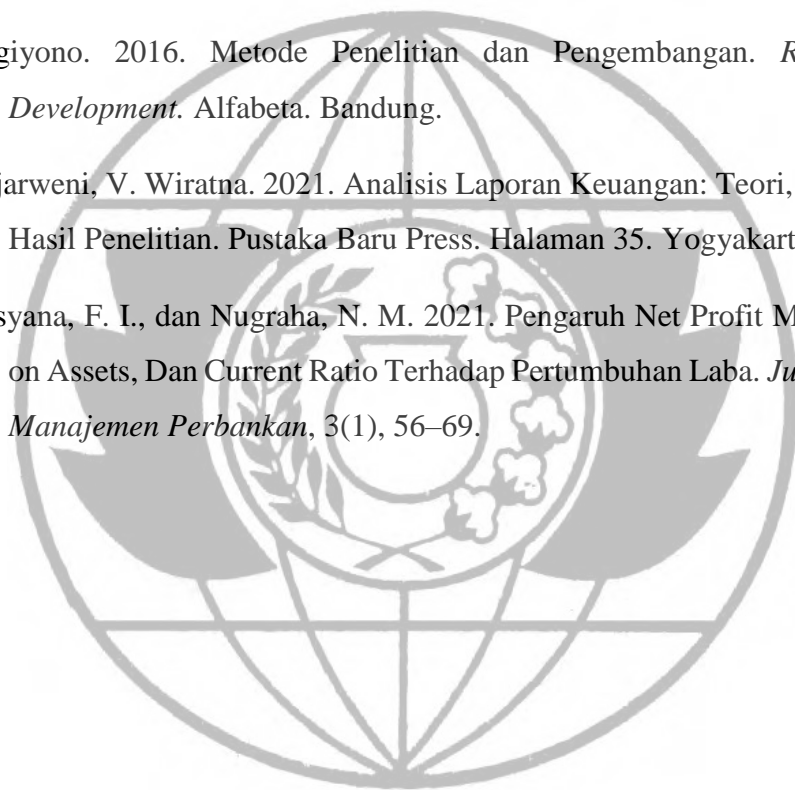 giyono. 2016. Metode Penelitian dan Pengembangan. R
Development. Alfabeta. Bandung.
jarweni, V. Wiratna. 2021. Analisis Laporan Keuangan: Teori,
Hasil Penelitian. Pustaka Baru Press. Halaman 35. Yogyakart
syana, F. I., dan Nugraha, N. M. 2021. Pengaruh Net Profit M
on Assets, Dan Current Ratio Terhadap Pertumbuhan Laba. Ju
Manajemen Perbankan, 3(1), 56–69.